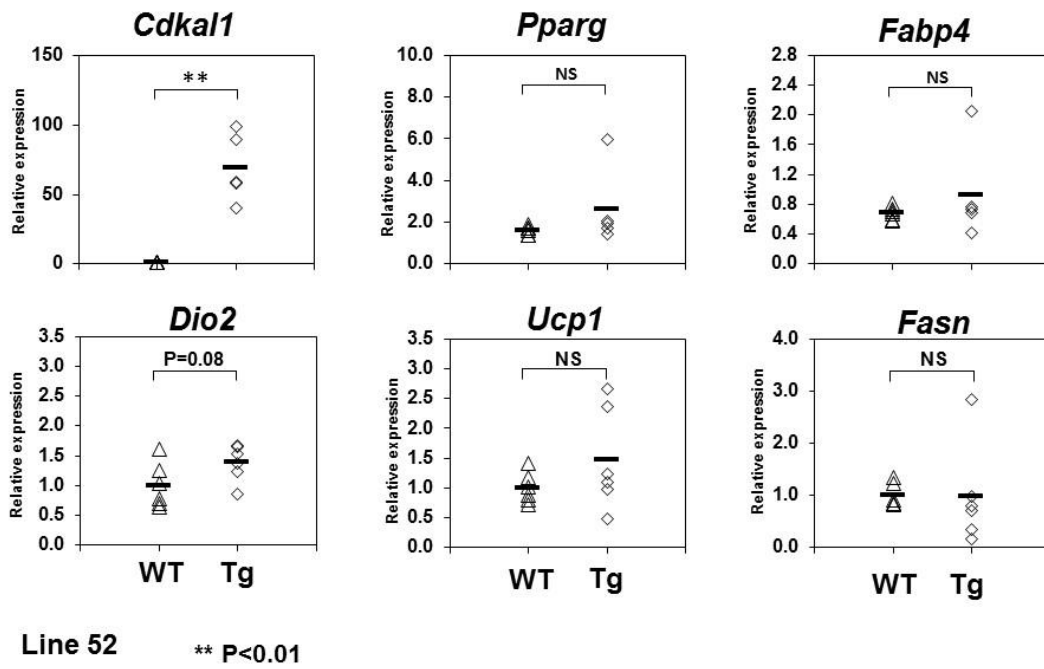 Cdkal1
Relative expression
150
100
50
0
**
Pparg
Relative expression
10.0
8.0
6.0
4.0
2.0
0.0
NS
Fabp4
Relative expression
2.8
2.4
2.0
1.6
1.2
0.8
0.4
0.0
NS
Dio2
Relative expression
3.5
3.0
2.5
2.0
1.5
1.0
0.5
0.0
P=0.08
WT Tg
Ucp1
Relative expression
3.5
3.0
2.5
2.0
1.5
1.0
0.5
0.0
NS
WT Tg
Fasn
Relative expression
4.0
3.0
2.0
1.0
0.0
NS
WT Tg
Line 52
** P<0.01